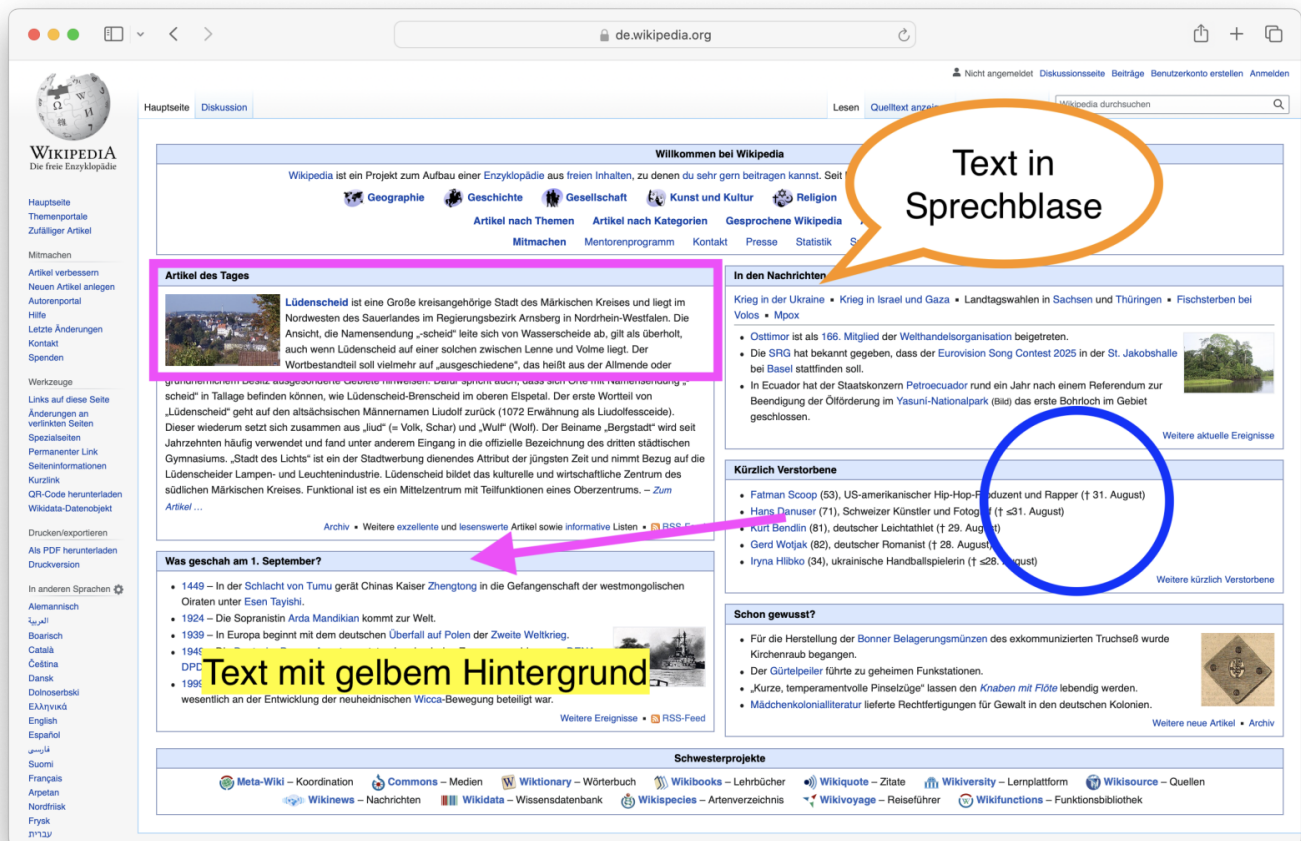 de.wikipedia.org
Nicht angemeldet Diskussionsseite Beiträge Benutzerkonto erstellen Anmelden
Hauptseite Diskussion
Lesen Quelltext
Wikipedia durchsuchen
WIKIPEDIA
Die freie Enzyklopädie
Hauptseite
Themenportale
Zufälliger Artikel
Mitmachen
Artikel verbessern
Neuen Artikel anlegen
Autorenportal
Hilfe
Letzte Änderungen
Kontakt
Spenden
Werkzeuge
Links auf diese Seite
Änderungen an
verlinkten Seiten
Spezialseiten
Permanenter Link
Seiteninformationen
Kurzlink
QR-Code herunterladen
Wikidata-Datenobjekt
Drucken/exportieren
Als PDF herunterladen
Druckversion
In anderen Sprachen
Alemannisch
العربية
Boarisch
Català
Čeština
Dansk
Dolnoserbski
Ελληνικά
English
Español
فارسی
Suomi
Français
Arpetan
Nordfriisk
Frysk
עברית
Willkommen bei Wikipedia
Wikipedia ist ein Projekt zum Aufbau einer Enzyklopädie aus freien Inhalten, zu denen du sehr gern beitragen kannst. Seit
Geographie Geschichte Gesellschaft Kunst und Kultur Religion
Artikel nach Themen Artikel nach Kategorien Gesprochene Wikipedia
Mitmachen Mentorenprogramm Kontakt Presse Statistik
Text in
Sprechblase
Artikel des Tages
Lüdenscheid ist eine Große kreisangehörige Stadt des Märkischen Kreises und liegt im
Nordwesten des Sauerlandes im Regierungsbezirk Arnsberg in Nordrhein-Westfalen. Die
Ansicht, die Namensendung „-scheid" leite sich von Wasserscheide ab, gilt als überholt,
auch wenn Lüdenscheid auf einer solchen zwischen Lenne und Volme liegt. Der
Wortbestandteil soll vielmehr auf „ausgeschiedene", das heißt aus der Allmende oder
grundherrlichem Besitz ausgesonderte Gebiete hinweisen. Dafür spricht auch, dass sich Orte mit Namensendung „-
scheid" in Tallage befinden können, wie Lüdenscheid-Brenscheid im oberen Elspetal. Der erste Wortteil von
„Lüdenscheid" geht auf den altsächsischen Männernamen Liudolf zurück (1072 Erwähnung als Liudolfessceide).
Dieser wiederum setzt sich zusammen aus „liud" (= Volk, Schar) und „Wulf" (Wolf). Der Beiname „Bergstadt" wird seit
Jahrzehnten häufig verwendet und fand unter anderem Eingang in die offizielle Bezeichnung des dritten städtischen
Gymnasiums. „Stadt des Lichts" ist ein der Stadtwerbung dienendes Attribut der jüngsten Zeit und nimmt Bezug auf die
Lüdenscheider Lampen- und Leuchtenindustrie. Lüdenscheid bildet das kulturelle und wirtschaftliche Zentrum des
südlichen Märkischen Kreises. Funktional ist es ein Mittelzentrum mit Teilfunktionen eines Oberzentrums. – Zum
Artikel …
Archiv ▪ Weitere exzellente und lesenswerte Artikel sowie informative Listen ▪ RSS-Feed
Was geschah am 1. September?
1449 – In der Schlacht von Tumu gerät Chinas Kaiser Zhengtong in die Gefangenschaft der westmongolischen
Oiraten unter Esen Tayishi.
1924 – Die Sopranistin Arda Mandikian kommt zur Welt.
1939 – In Europa beginnt mit dem deutschen Überfall auf Polen der Zweite Weltkrieg.
1949
DPD
1999
Text mit gelbem Hintergrund
wesentlich an der Entwicklung der neuheidnischen Wicca-Bewegung beteiligt war.
Weitere Ereignisse ▪ RSS-Feed
In den Nachrichten
Krieg in der Ukraine ▪ Krieg in Israel und Gaza ▪ Landtagswahlen in Sachsen und Thüringen ▪ Fischsterben bei
Volos ▪ Mpox
Osttimor ist als 166. Mitglied der Welthandelsorganisation beigetreten.
Die SRG hat bekannt gegeben, dass der Eurovision Song Contest 2025 in der St. Jakobshalle
bei Basel stattfinden soll.
In Ecuador hat der Staatskonzern Petroecuador rund ein Jahr nach einem Referendum zur
Beendigung der Ölförderung im Yasuní-Nationalpark (Bild) das erste Bohrloch im Gebiet
geschlossen.
Weitere aktuelle Ereignisse
Kürzlich Verstorbene
Fatman Scoop (53), US-amerikanischer Hip-Hop-Produzent und Rapper († 31. August)
Hans Danuser (71), Schweizer Künstler und Fotograf († ≤31. August)
Kurt Bendlin (81), deutscher Leichtathlet († 29. August)
Gerd Wotjak (82), deutscher Romanist († 28. August)
Iryna Hlibko (34), ukrainische Handballspielerin († ≤28. August)
Weitere kürzlich Verstorbene
Schon gewusst?
Für die Herstellung der Bonner Belagerungsmünzen des exkommunizierten Truchseß wurde
Kirchenraub begangen.
Der Gürtelpeiler führte zu geheimen Funkstationen.
„Kurze, temperamentvolle Pinselzüge" lassen den Knaben mit Flöte lebendig werden.
Mädchenkolonialliteratur lieferte Rechtfertigungen für Gewalt in den deutschen Kolonien.
Weitere neue Artikel ▪ Archiv
Schwesterprojekte
Meta-Wiki – Koordination Commons – Medien Wiktionary – Wörterbuch Wikibooks – Lehrbücher Wikiquote – Zitate Wikiversity – Lernplattform Wikisource – Quellen
Wikinews – Nachrichten Wikidata – Wissensdatenbank Wikispecies – Artenverzeichnis Wikivoyage – Reiseführer Wikifunctions – Funktionsbibliothek